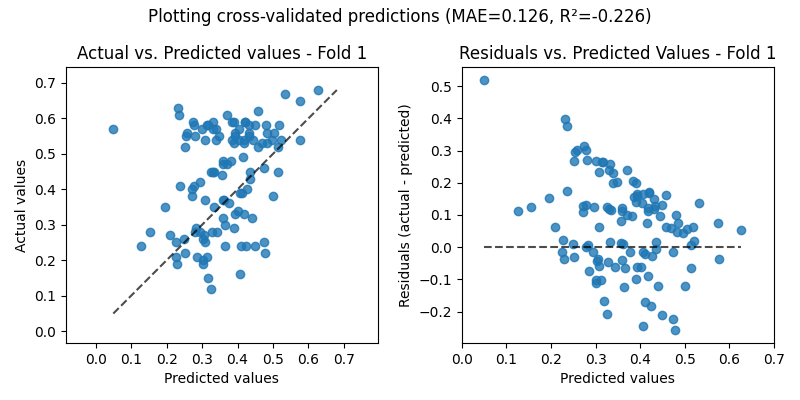 Plotting cross-validated predictions (MAE=0.126, R²=-0.226)
Actual vs. Predicted values - Fold 1
Actual values
0.7
0.6
0.5
0.4
0.3
0.2
0.1
0.0
0.0 0.1 0.2 0.3 0.4 0.5 0.6 0.7
Predicted values
Residuals vs. Predicted Values - Fold 1
Residuals (actual - predicted)
0.5
0.4
0.3
0.2
0.1
0.0
−0.1
−0.2
0.0 0.1 0.2 0.3 0.4 0.5 0.6 0.7
Predicted values